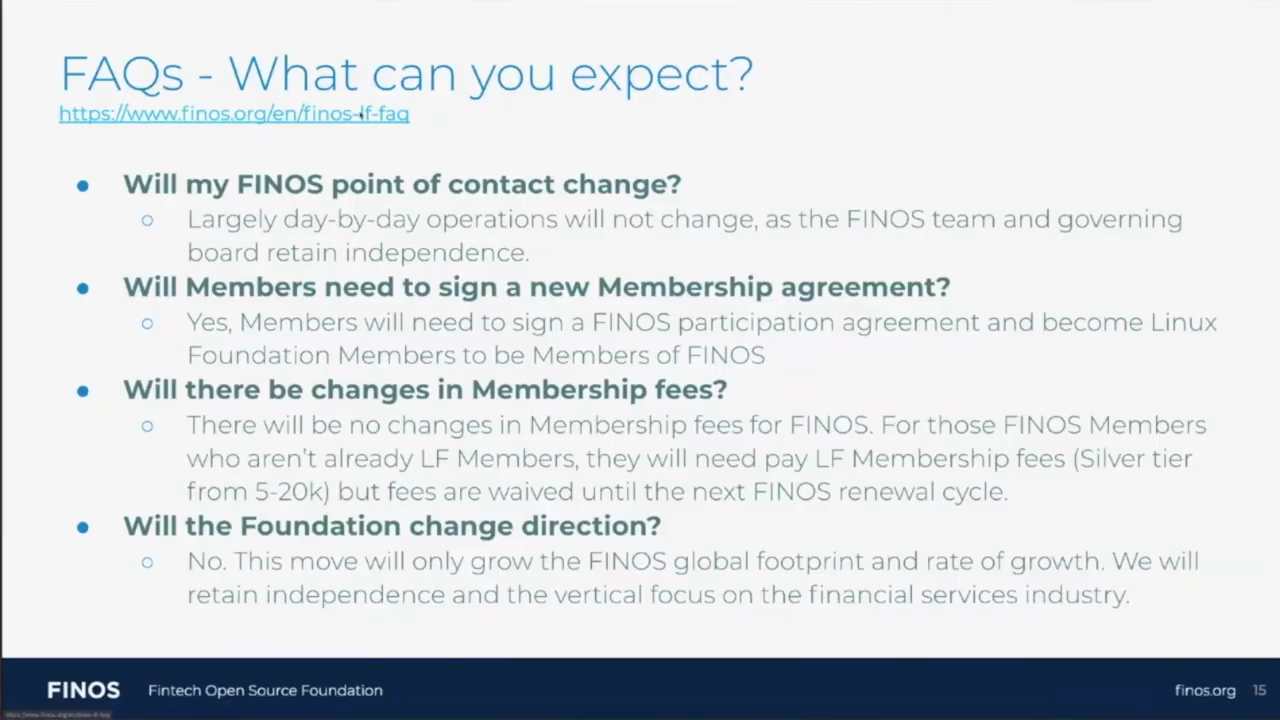 FAQs - What can you expect?
https://www.finos.org/en/finos-lf-faq
● Will my FINOS point of contact change?
○ Largely day-by-day operations will not change, as the FINOS team and governing
board retain independence.
● Will Members need to sign a new Membership agreement?
○ Yes, Members will need to sign a FINOS participation agreement and become Linux
Foundation Members to be Members of FINOS
● Will there be changes in Membership fees?
○ There will be no changes in Membership fees for FINOS. For those FINOS Members
who aren't already LF Members, they will need pay LF Membership fees (Silver tier
from 5-20k) but fees are waived until the next FINOS renewal cycle.
● Will the Foundation change direction?
○ No. This move will only grow the FINOS global footprint and rate of growth. We will
retain independence and the vertical focus on the financial services industry.
FINOS Fintech Open Source Foundation finos.org 15
https://www.finos.org/en/finos-lf-faq